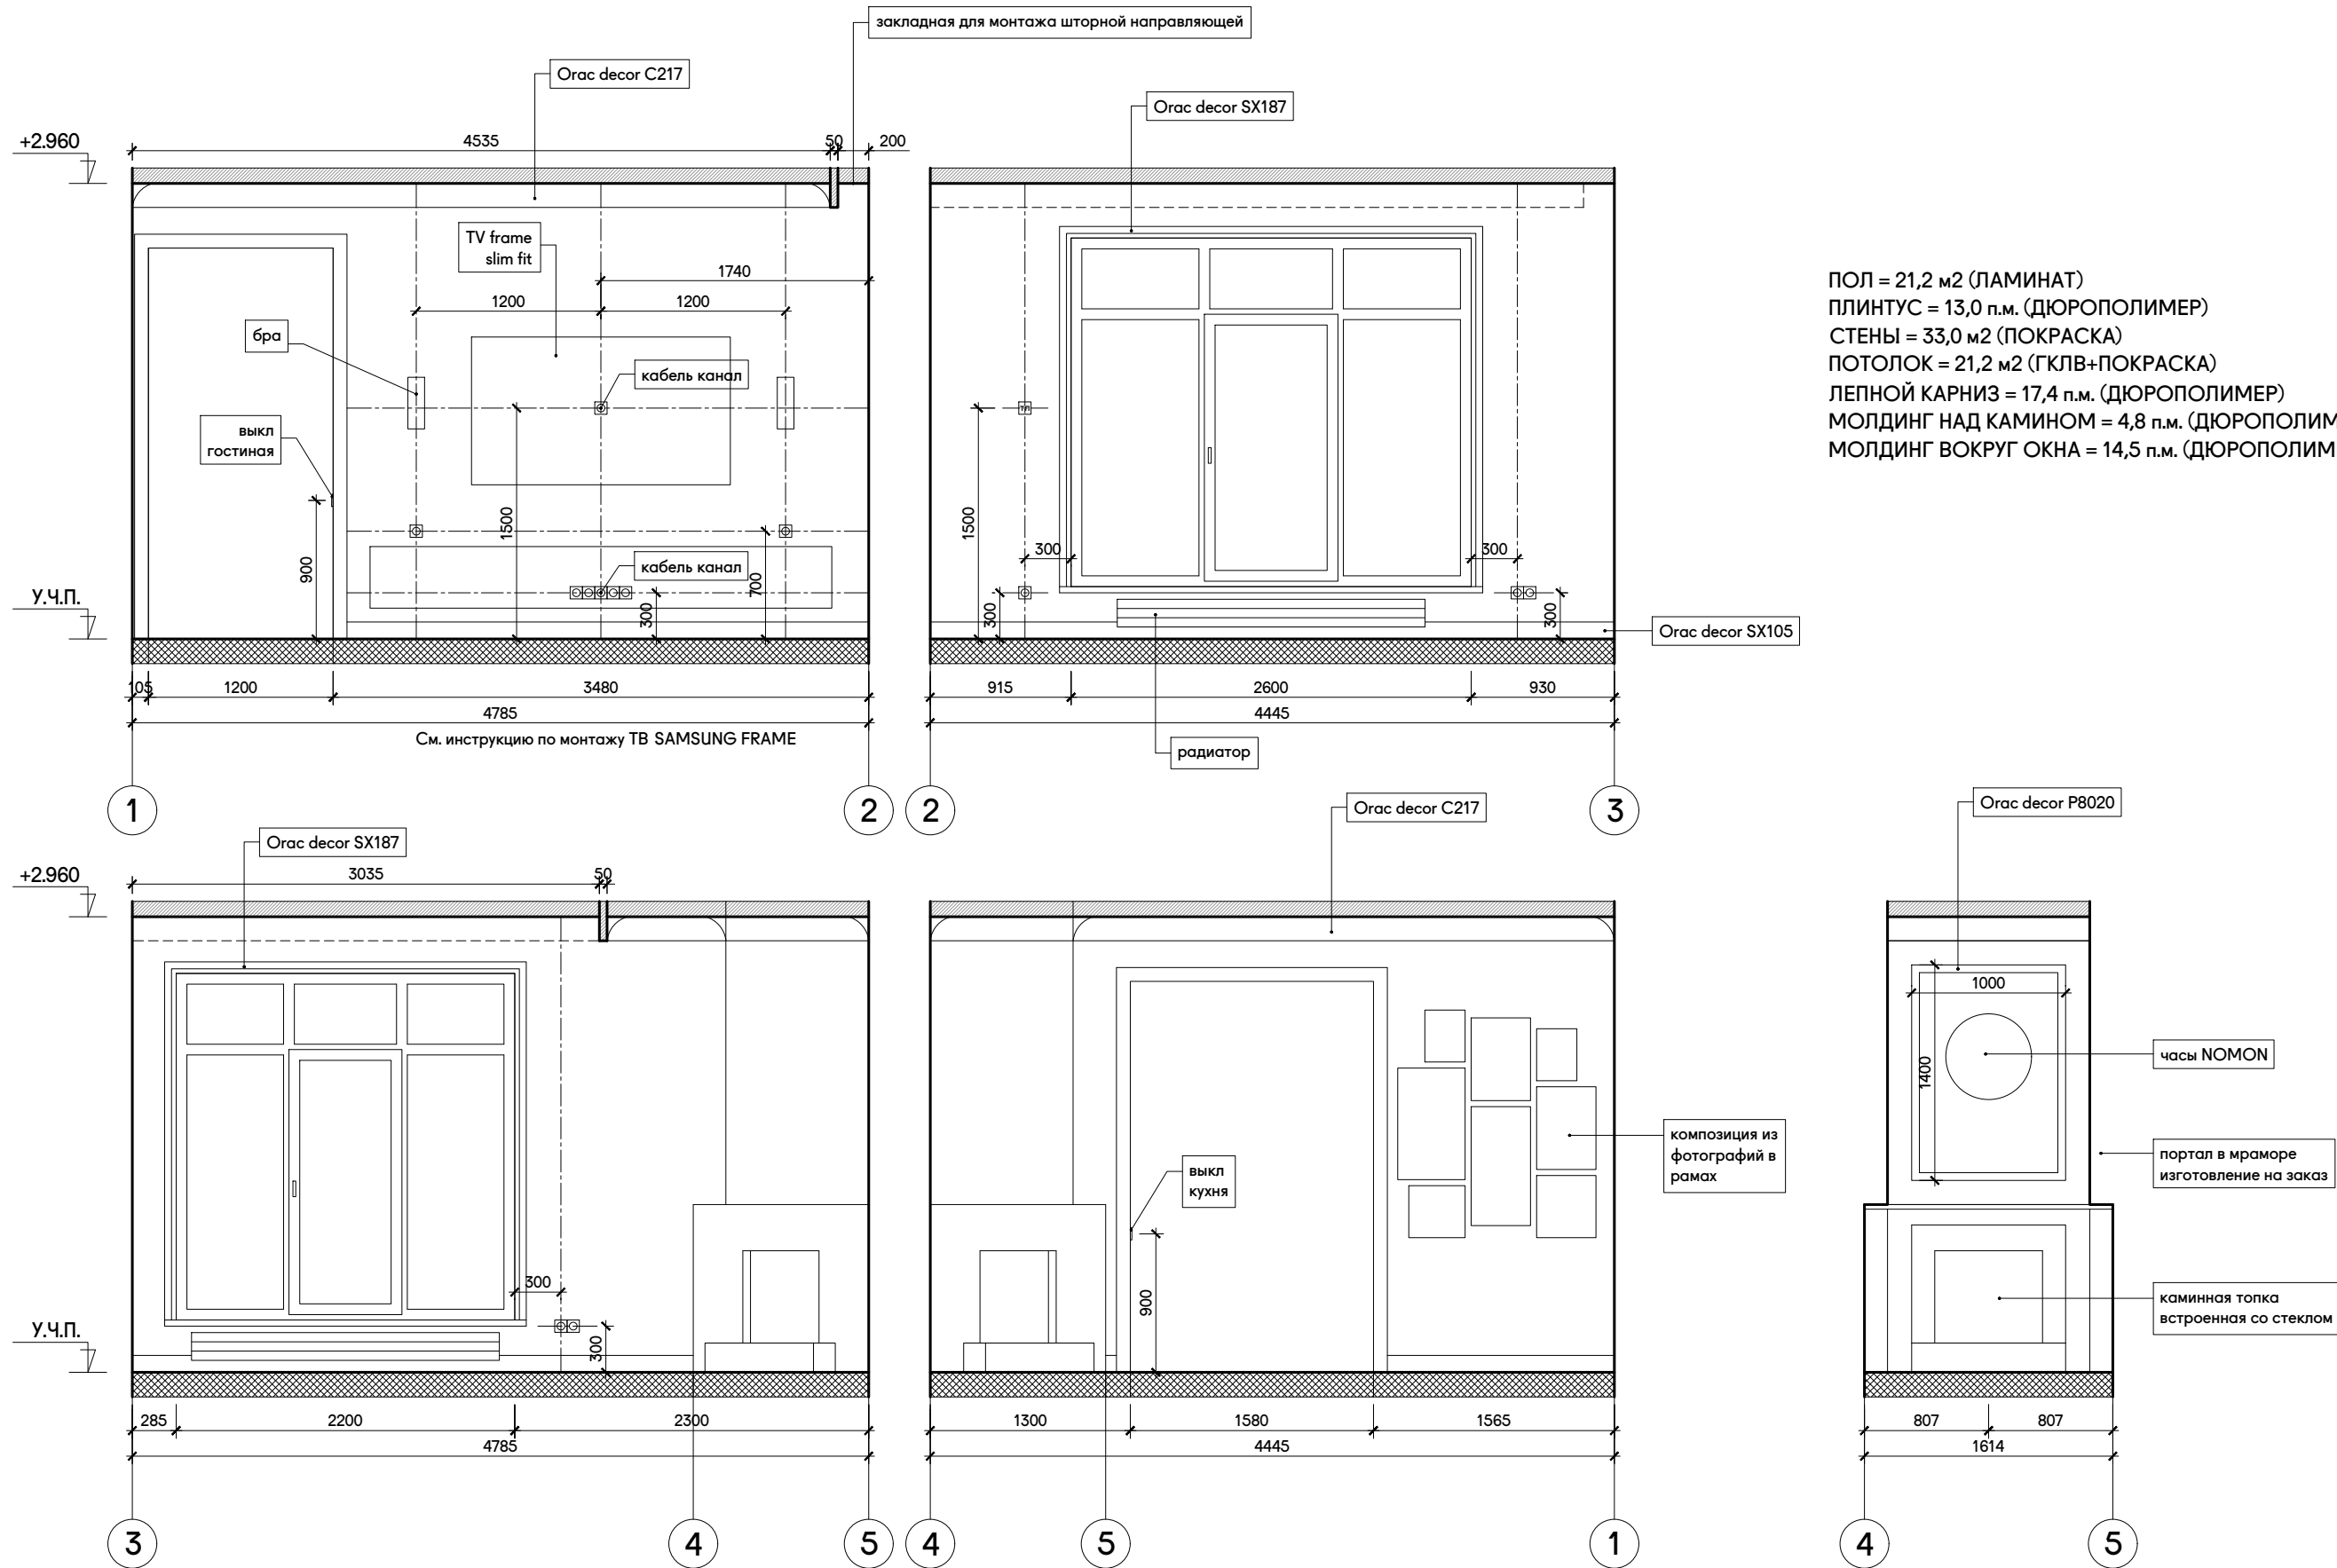 закладная для монтажа шторной направляющей
Orac decor C217
Orac decor SX187
+2.960
4535
50
200
TV frame
slim fit
1740
1200
1200
бра
кабель канал
выкл
гостиная
1500
900
кабель канал
700
300
У.Ч.П.
105
1200
3480
4785
См. инструкцию по монтажу ТВ SAMSUNG FRAME
1
2
1500
300
300
300
300
Orac decor SX105
915
2600
930
4445
радиатор
2
3
ПОЛ = 21,2 м2 (ЛАМИНАТ)
ПЛИНТУС = 13,0 п.м. (ДЮРОПОЛИМЕР)
СТЕНЫ = 33,0 м2 (ПОКРАСКА)
ПОТОЛОК = 21,2 м2 (ГКЛВ+ПОКРАСКА)
ЛЕПНОЙ КАРНИЗ = 17,4 п.м. (ДЮРОПОЛИМЕР)
МОЛДИНГ НАД КАМИНОМ = 4,8 п.м. (ДЮРОПОЛИМ
МОЛДИНГ ВОКРУГ ОКНА = 14,5 п.м. (ДЮРОПОЛИМ
Orac decor SX187
+2.960
3035
50
300
300
У.Ч.П.
285
2200
2300
4785
3
4
5
Orac decor C217
выкл
кухня
900
композиция из
фотографий в
рамах
1300
1580
1565
4445
4
5
1
Orac decor P8020
1000
1400
часы NOMON
портал в мраморе
изготовление на заказ
каминная топка
встроенная со стеклом
807
807
1614
4
5